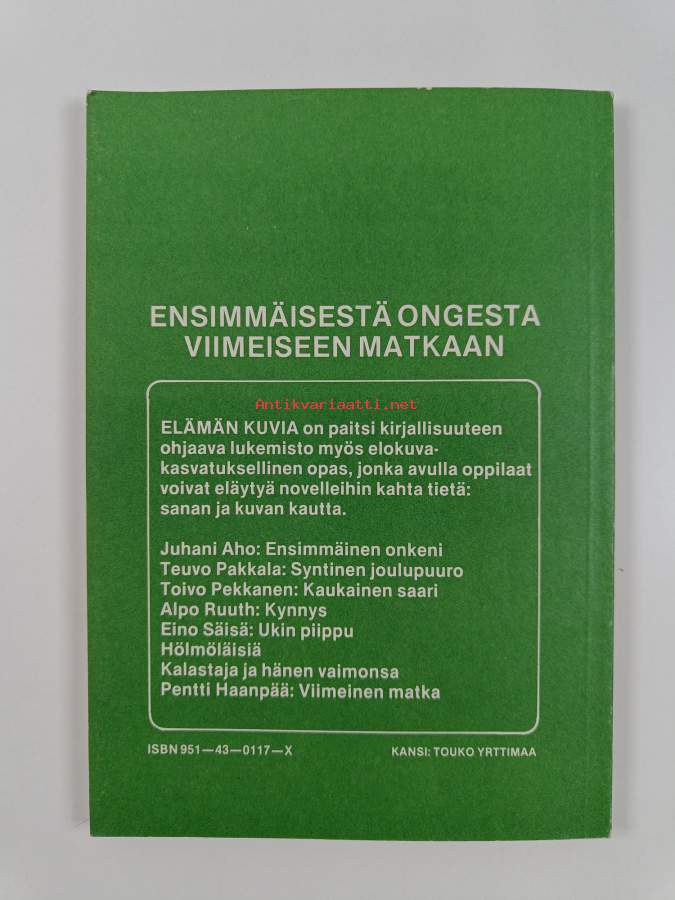 ENSIMMÄISESTÄ ONGESTA
VIIMEISEEN MATKAAN
Antikvariaatti.net
ELÄMÄN KUVIA on paitsi kirjallisuuteen
ohjaava lukemisto myös elokuva-
kasvatuksellinen opas, jonka avulla oppilaat
voivat eläytyä novelleihin kahta tietä:
sanan ja kuvan kautta.
Juhani Aho: Ensimmäinen onkeni
Teuvo Pakkala: Syntinen joulupuuro
Toivo Pekkanen: Kaukainen saari
Alpo Ruuth: Kynnys
Eino Säisä: Ukin piippu
Hölmöläisiä
Kalastaja ja hänen vaimonsa
Pentti Haanpää: Viimeinen matka
ISBN 951—43—0117—X
KANSI: TOUKO YRTTIMAA